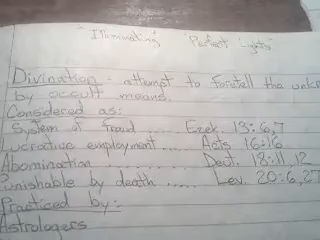 "Illuminating" "Perfect Lights"
Divination - attempt to foretell the unkn
by occult means.
Considered as:
System of fraud ..... Ezek. 13:6,7
Lucrative employment .... Acts 16:16
Abomination ............ Deut. 18:11,12
Punishable by death ..... Lev. 20:6,27
Practiced by:
Astrologers